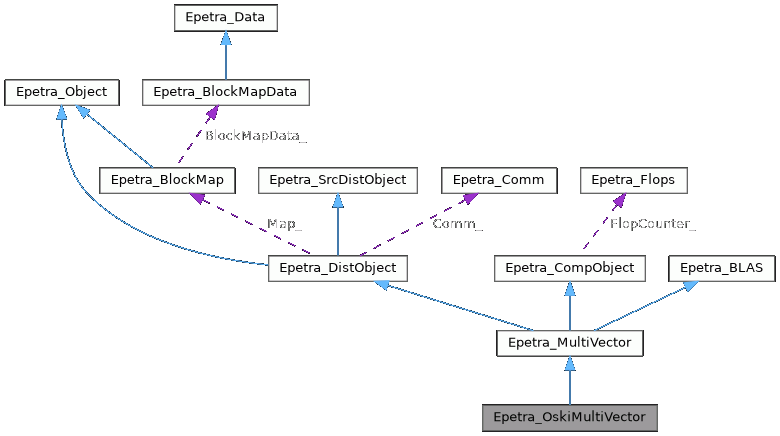 Epetra_Data
Epetra_Object
Epetra_BlockMapData
BlockMapData_
Epetra_BlockMap
Epetra_SrcDistObject
Epetra_Comm
Epetra_Flops
Map_
Comm_
FlopCounter_
Epetra_DistObject
Epetra_CompObject
Epetra_BLAS
Epetra_MultiVector
Epetra_OskiMultiVector